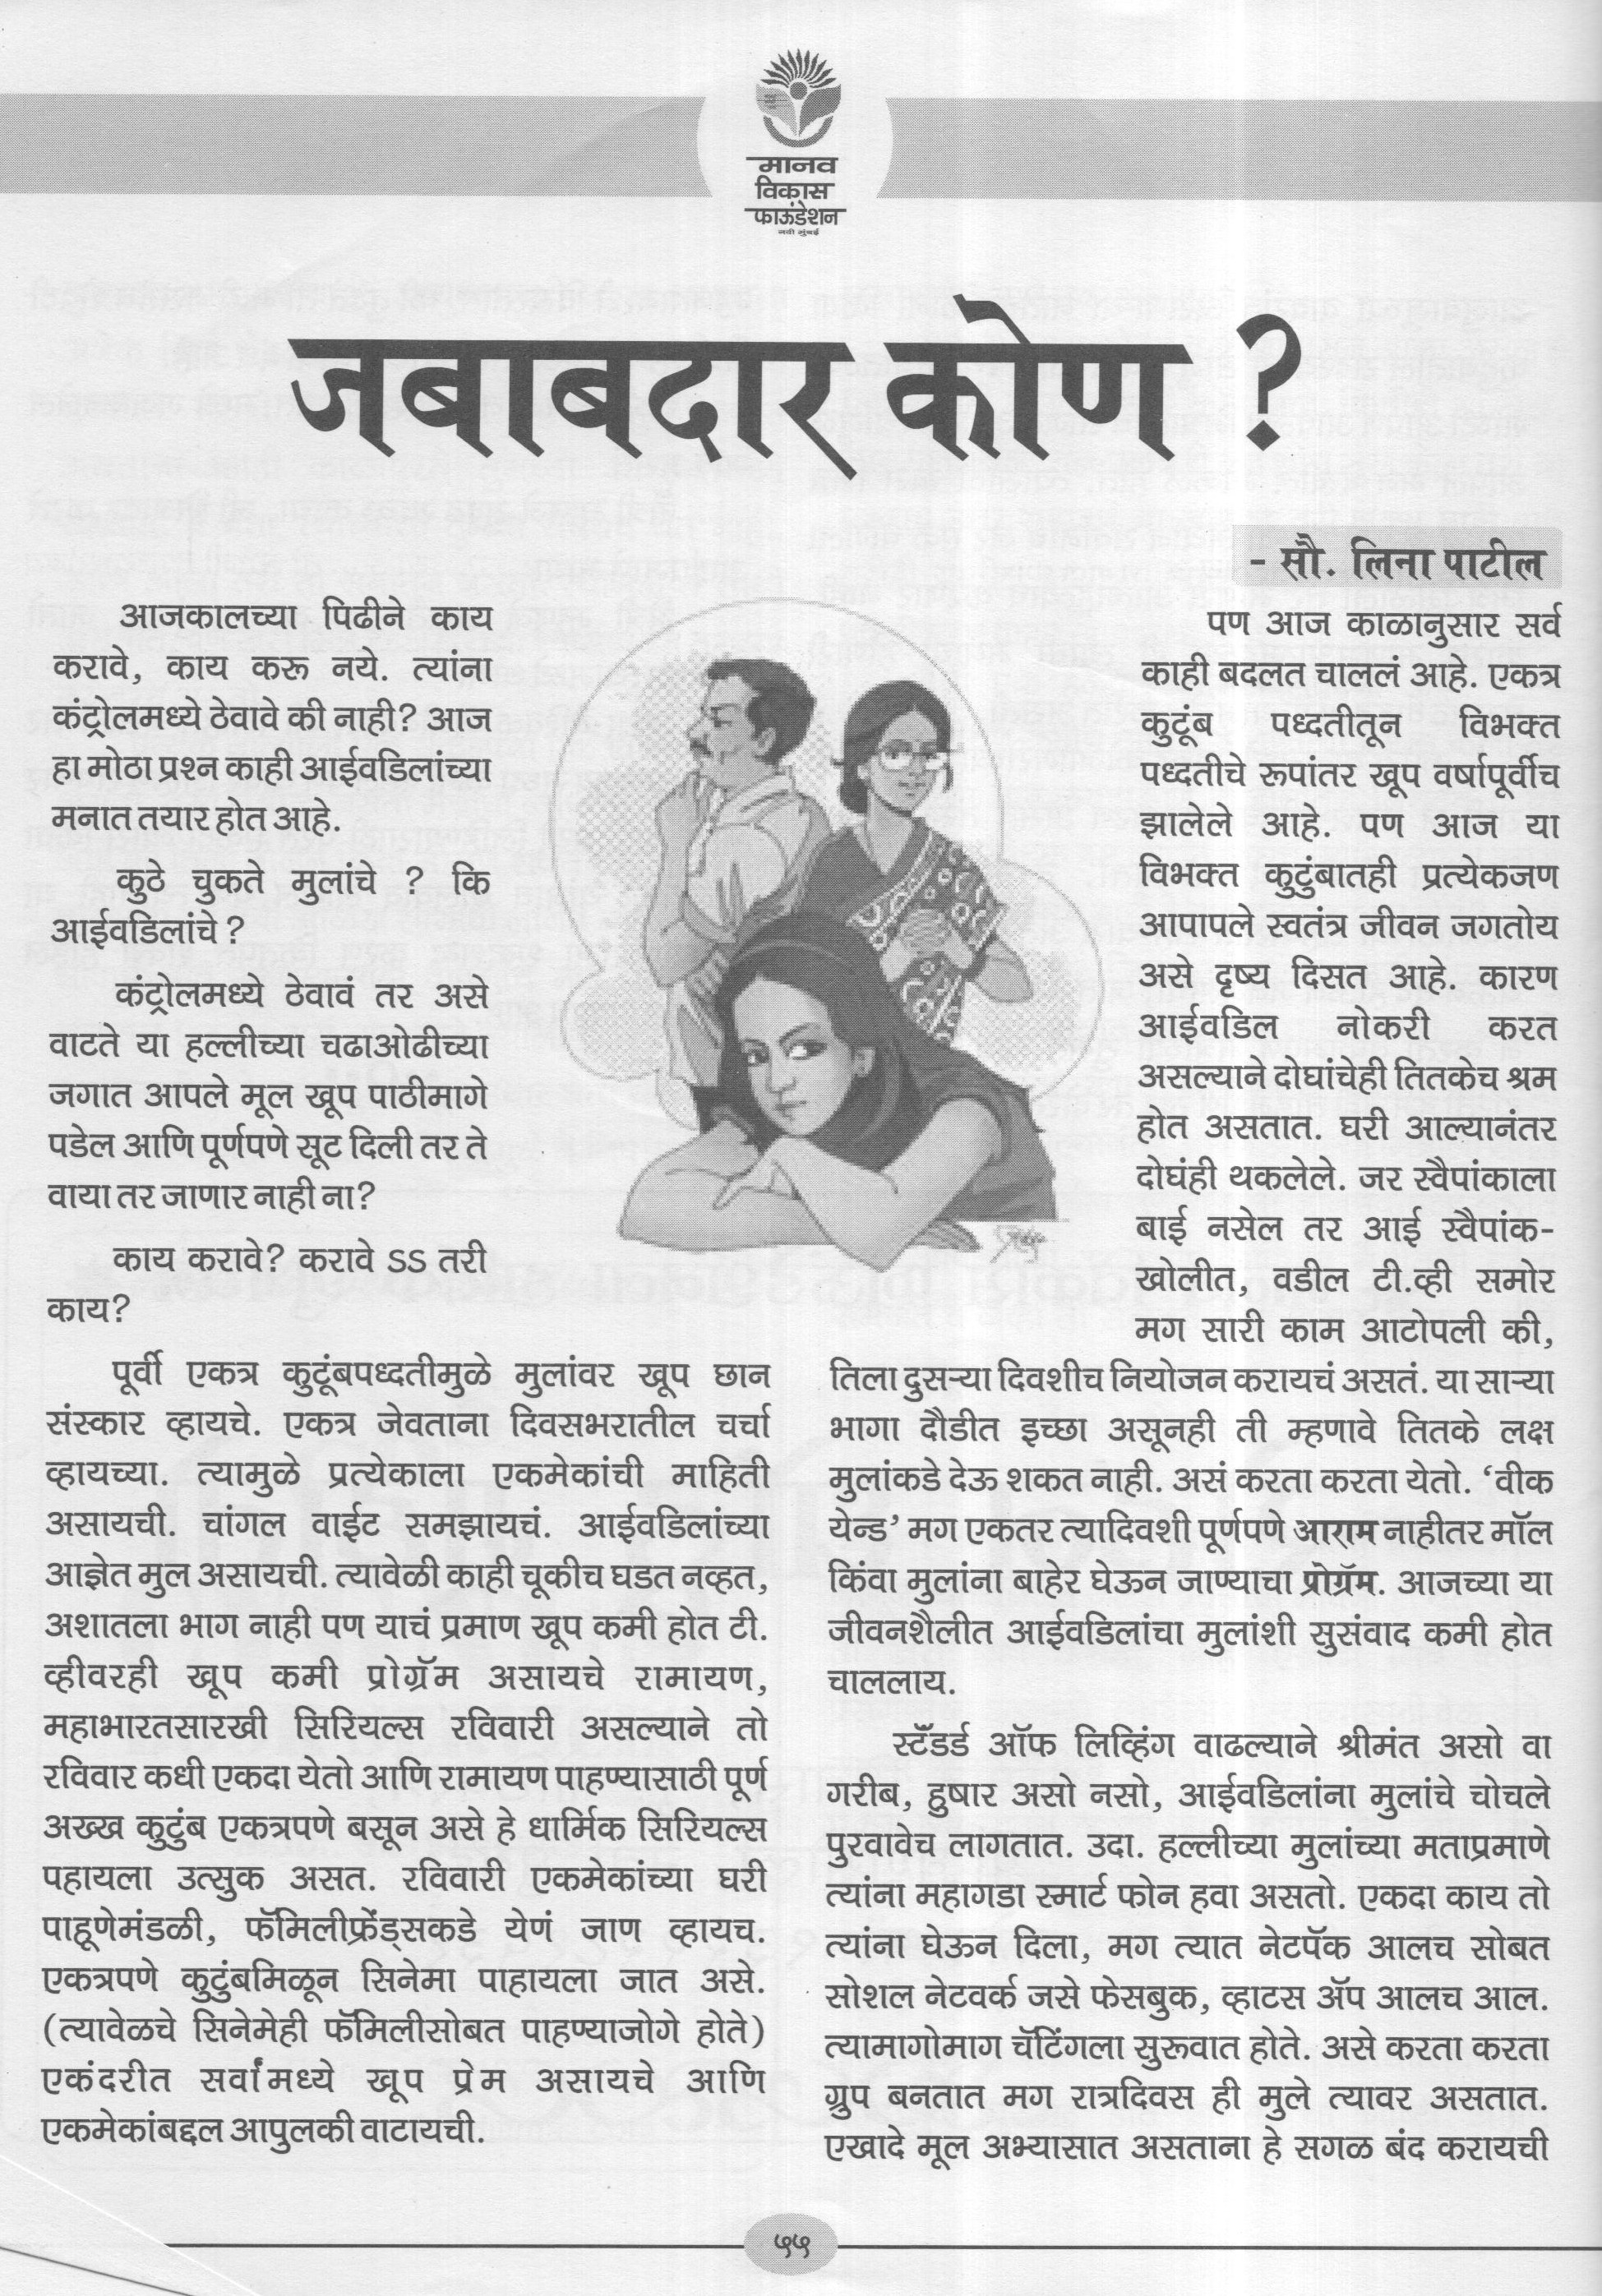 मानव
विकास
फाऊंडेशन
नवी मुंबई
जबाबदार कोण ?
- सौ. लिना पाटील
आजकालच्या पिढीने काय
करावे, काय करू नये. त्यांना
कंट्रोलमध्ये ठेवावे की नाही? आज
हा मोठा प्रश्न काही आईवडिलांच्या
मनात तयार होत आहे.
कुठे चुकते मुलांचे ? कि
आईवडिलांचे ?
कंट्रोलमध्ये ठेवावं तर असे
वाटते या हल्लीच्या चढाओढीच्या
जगात आपले मूल खूप पाठीमागे
पडेल आणि पूर्णपणे सूट दिली तर ते
वाया तर जाणार नाही ना?
काय करावे? करावे ऽऽ तरी
काय?
पूर्वी एकत्र कुटूंबपध्दतीमुळे मुलांवर खूप छान
संस्कार व्हायचे. एकत्र जेवताना दिवसभरातील चर्चा
व्हायच्या. त्यामुळे प्रत्येकाला एकमेकांची माहिती
असायची. चांगल वाईट समझायचं. आईवडिलांच्या
आज्ञेत मुल असायची. त्यावेळी काही चूकीच घडत नव्हत,
अशातला भाग नाही पण याचं प्रमाण खूप कमी होत टी.
व्हीवरही खूप कमी प्रोग्रॅम असायचे रामायण,
महाभारतसारखी सिरियल्स रविवारी असल्याने तो
रविवार कधी एकदा येतो आणि रामायण पाहण्यासाठी पूर्ण
अख्ख कुटुंब एकत्रपणे बसून असे हे धार्मिक सिरियल्स
पहायला उत्सुक असत. रविवारी एकमेकांच्या घरी
पाहूणेमंडळी, फॅमिलीफ्रेंड्सकडे येणं जाण व्हायच.
एकत्रपणे कुटुंबमिळून सिनेमा पाहायला जात असे.
(त्यावेळचे सिनेमेही फॅमिलीसोबत पाहण्याजोगे होते)
एकंदरीत सर्वांमध्ये खूप प्रेम असायचे आणि
एकमेकांबद्दल आपुलकी वाटायची.
पण आज काळानुसार सर्व
काही बदलत चाललं आहे. एकत्र
कुटूंब पध्दतीतून विभक्त
पध्दतीचे रूपांतर खूप वर्षापूर्वीच
झालेले आहे. पण आज या
विभक्त कुटुंबातही प्रत्येकजण
आपापले स्वतंत्र जीवन जगतोय
असे दृष्य दिसत आहे. कारण
आईवडिल नोकरी करत
असल्याने दोघांचेही तितकेच श्रम
होत असतात. घरी आल्यानंतर
दोघंही थकलेले. जर स्वैपांकाला
बाई नसेल तर आई स्वैपांक-
खोलीत, वडील टी.व्ही समोर
मग सारी काम आटोपली की,
तिला दुसऱ्या दिवशीच नियोजन करायचं असतं. या साऱ्या
भागा दौडीत इच्छा असूनही ती म्हणावे तितके लक्ष
मुलांकडे देऊ शकत नाही. असं करता करता येतो. ‘वीक
येन्ड’ मग एकतर त्यादिवशी पूर्णपणे आराम नाहीतर मॉल
किंवा मुलांना बाहेर घेऊन जाण्याचा प्रोग्रॅम. आजच्या या
जीवनशैलीत आईवडिलांचा मुलांशी सुसंवाद कमी होत
चाललाय.
स्टॅंडर्ड ऑफ लिव्हिंग वाढल्याने श्रीमंत असो वा
गरीब, हुषार असो नसो, आईवडिलांना मुलांचे चोचले
पुरवावेच लागतात. उदा. हल्लीच्या मुलांच्या मताप्रमाणे
त्यांना महागडा स्मार्ट फोन हवा असतो. एकदा काय तो
त्यांना घेऊन दिला, मग त्यात नेटपॅक आलच सोबत
सोशल नेटवर्क जसे फेसबुक, व्हाटस ॲप आलच आल.
त्यामागोमाग चॅटिंगला सुरूवात होते. असे करता करता
ग्रुप बनतात मग रात्रदिवस ही मुले त्यावर असतात.
एखादे मूल अभ्यासात असताना हे सगळ बंद करायची
५५